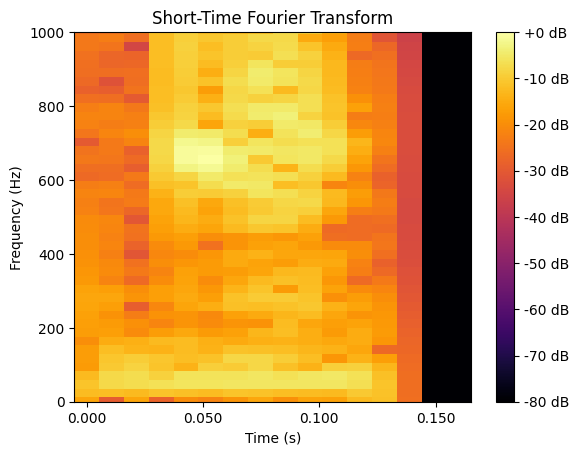 Short-Time Fourier Transform
1000
800
600
400
200
0
Frequency (Hz)
0.000
0.050
0.100
0.150
Time (s)
+0 dB
-10 dB
-20 dB
-30 dB
-40 dB
-50 dB
-60 dB
-70 dB
-80 dB